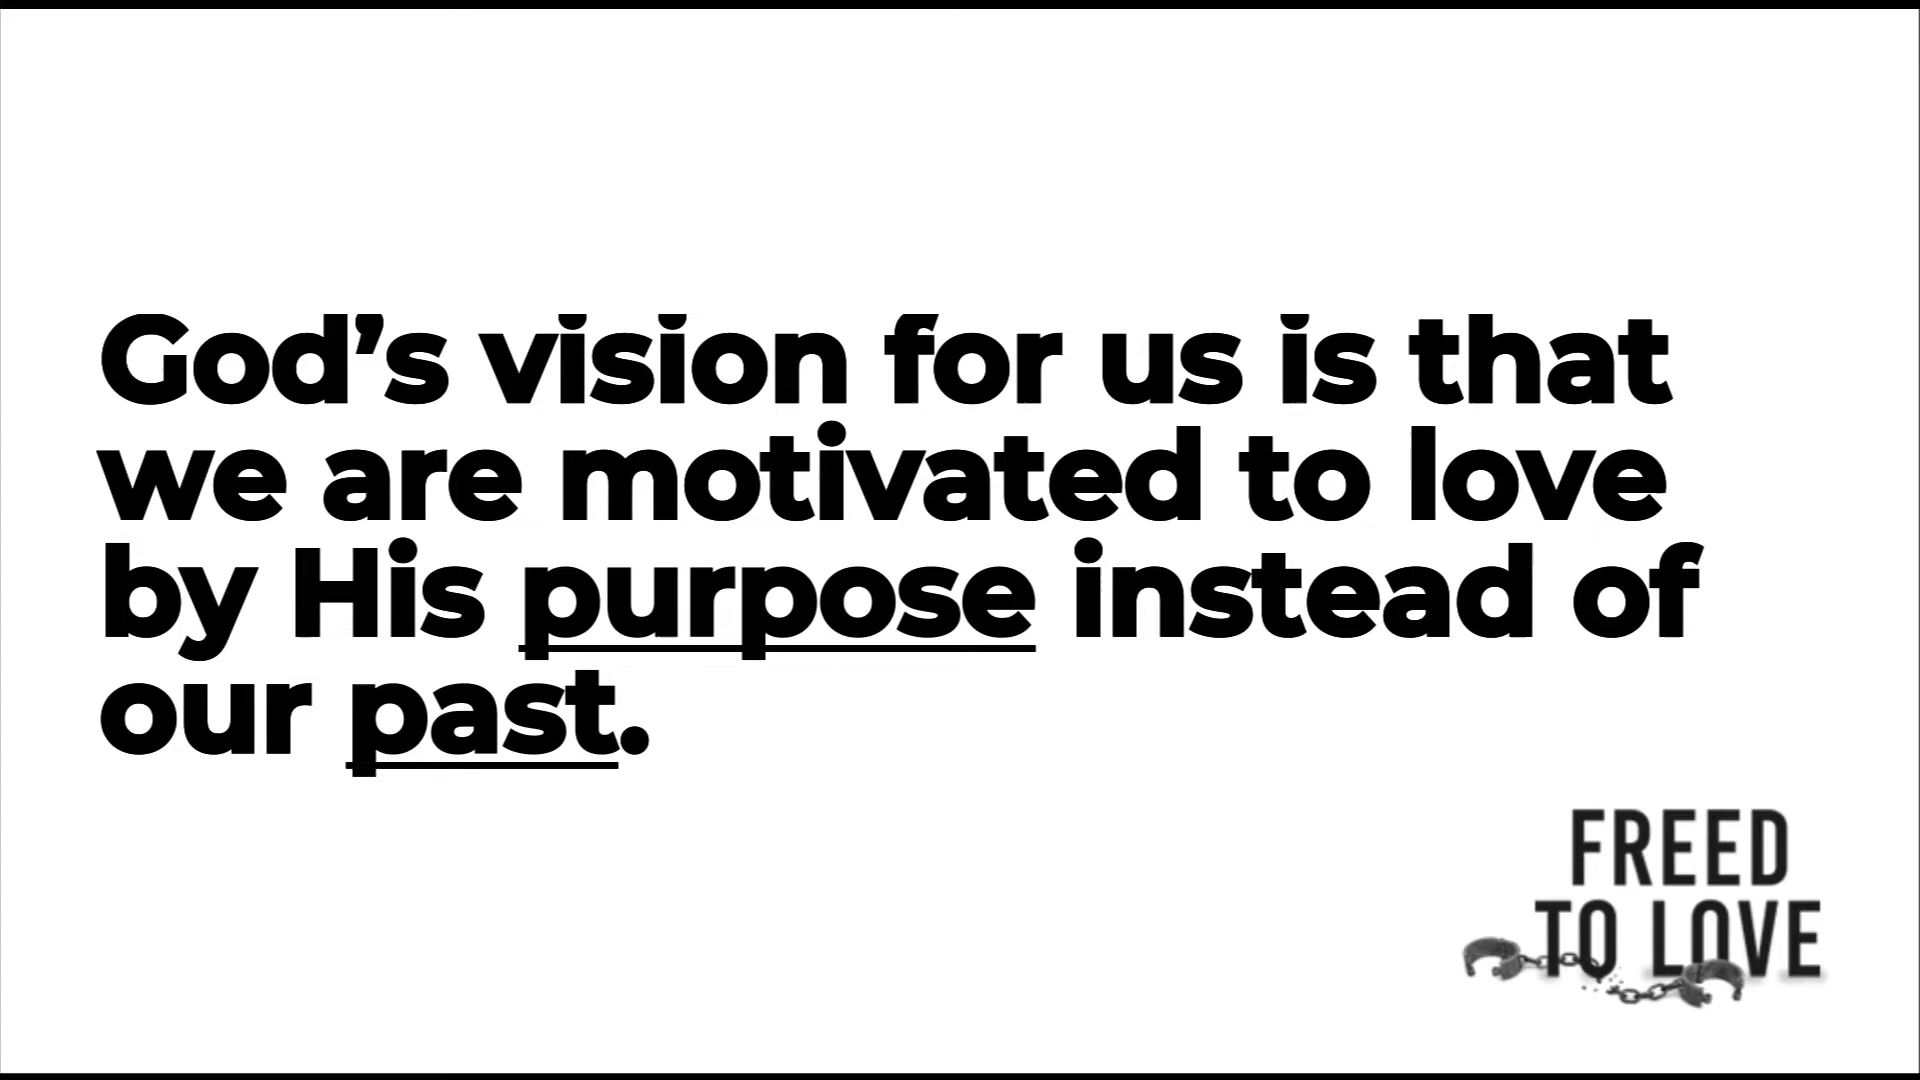 God’s vision for us is that
we are motivated to love
by His purpose instead of
our past.
FREED
TO LOVE